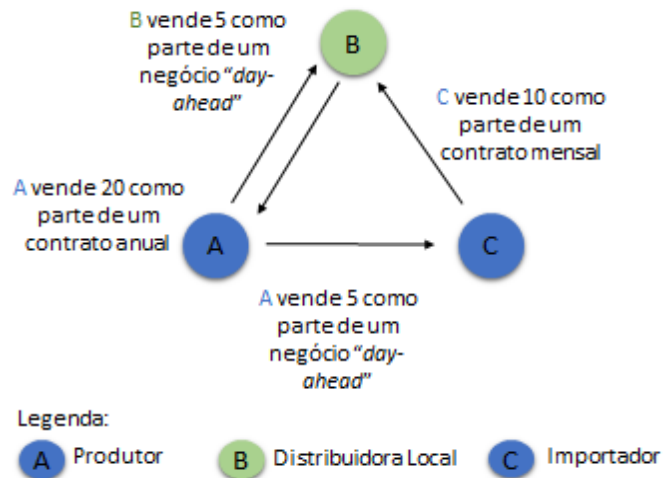 B vende 5 como
parte de um
negócio “day-
ahead”
B
C vende 10 como
parte de um
contrato mensal
A vende 20 como
parte de um
contrato anual
A
C
A vende 5 como
parte de um
negócio “day-
ahead”
Legenda:
A Produtor
B Distribuidora Local
C Importador